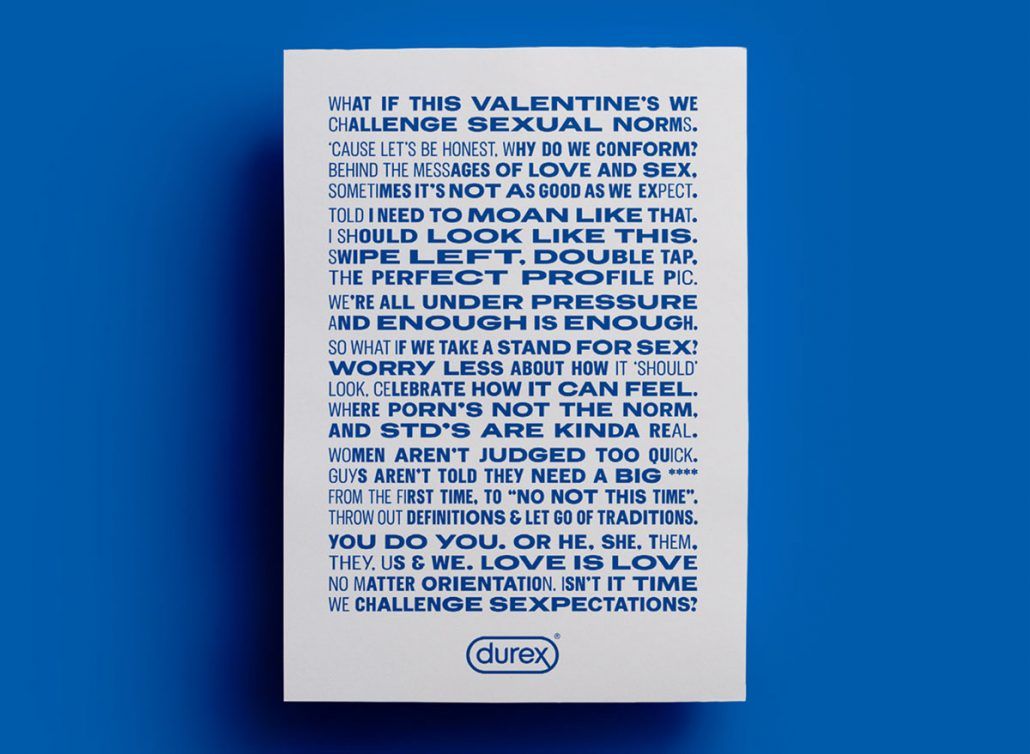 WHAT IF THIS VALENTINE'S WE
CHALLENGE SEXUAL NORMS.
'CAUSE LET'S BE HONEST, WHY DO WE CONFORM?
BEHIND THE MESSAGES OF LOVE AND SEX,
SOMETIMES IT'S NOT AS GOOD AS WE EXPECT.
TOLD I NEED TO MOAN LIKE THAT.
I SHOULD LOOK LIKE THIS.
SWIPE LEFT, DOUBLE TAP,
THE PERFECT PROFILE PIC.
WE'RE ALL UNDER PRESSURE
AND ENOUGH IS ENOUGH.
SO WHAT IF WE TAKE A STAND FOR SEX?
WORRY LESS ABOUT HOW IT 'SHOULD'
LOOK, CELEBRATE HOW IT CAN FEEL.
WHERE PORN'S NOT THE NORM,
AND STD'S ARE KINDA REAL.
WOMEN AREN'T JUDGED TOO QUICK.
GUYS AREN'T TOLD THEY NEED A BIG ****
FROM THE FIRST TIME, TO "NO NOT THIS TIME".
THROW OUT DEFINITIONS & LET GO OF TRADITIONS.
YOU DO YOU. OR HE, SHE, THEM,
THEY, US & WE. LOVE IS LOVE
NO MATTER ORIENTATION. ISN'T IT TIME
WE CHALLENGE SEXPECTATIONS?
durex®